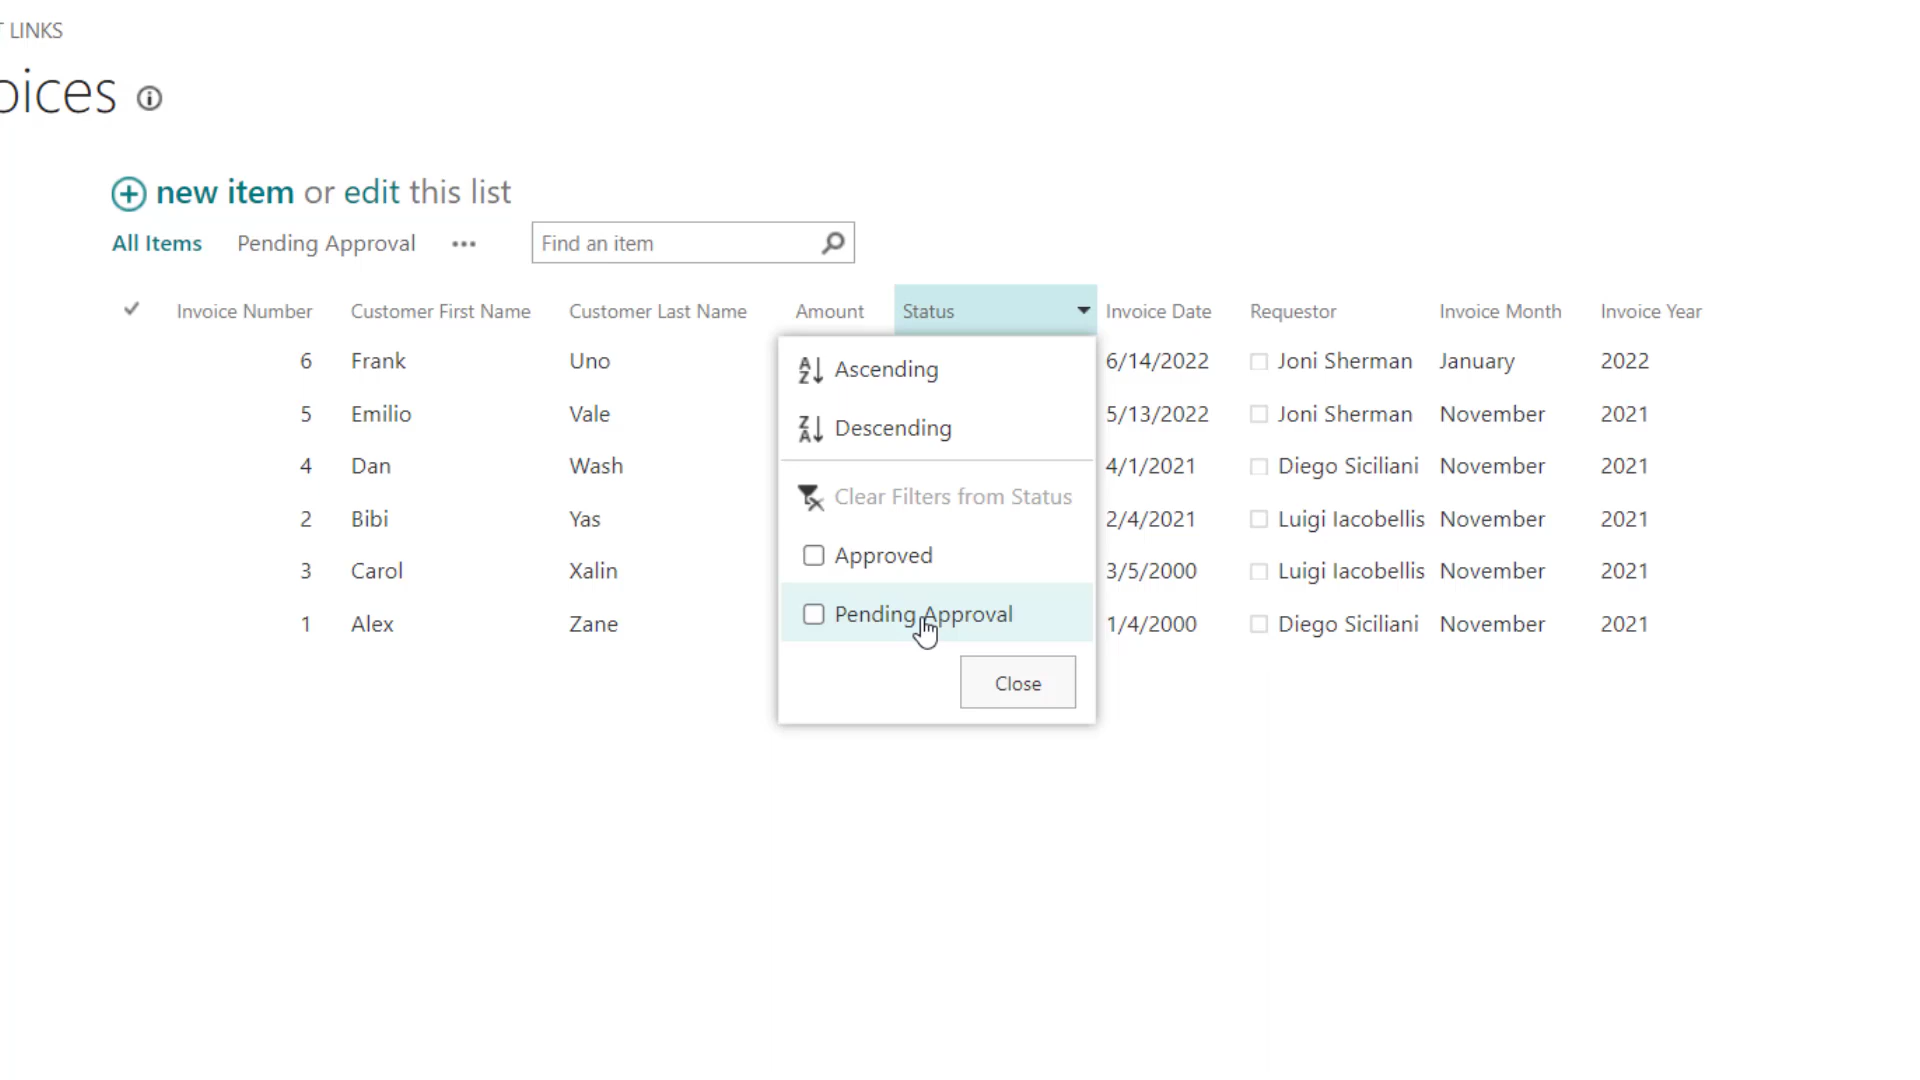 LINKS
oices
new item or edit this list
All Items Pending Approval ••• Find an item
Invoice Number Customer First Name Customer Last Name Amount Status Invoice Date Requestor Invoice Month Invoice Year
6 Frank Uno 6/14/2022 Joni Sherman January 2022
Ascending
5 Emilio Vale 5/13/2022 Joni Sherman November 2021
Descending
4 Dan Wash 4/1/2021 Diego Siciliani November 2021
Clear Filters from Status
2 Bibi Yas 2/4/2021 Luigi Iacobellis November 2021
Approved
3 Carol Xalin 3/5/2000 Luigi Iacobellis November 2021
Pending Approval
1 Alex Zane 1/4/2000 Diego Siciliani November 2021
Close